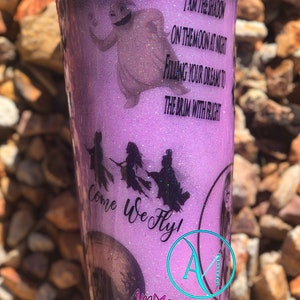 I AM THE SHADOW
ON THE MOON AT NIGHT
FILLING YOUR DREAMS TO
THE BRIM WITH FRIGHT
Come We Fly!